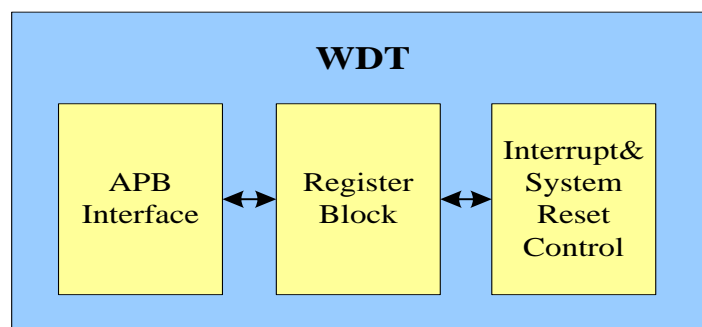 WDT
APB
Interface
Register
Block
Interrupt&
System
Reset
Control